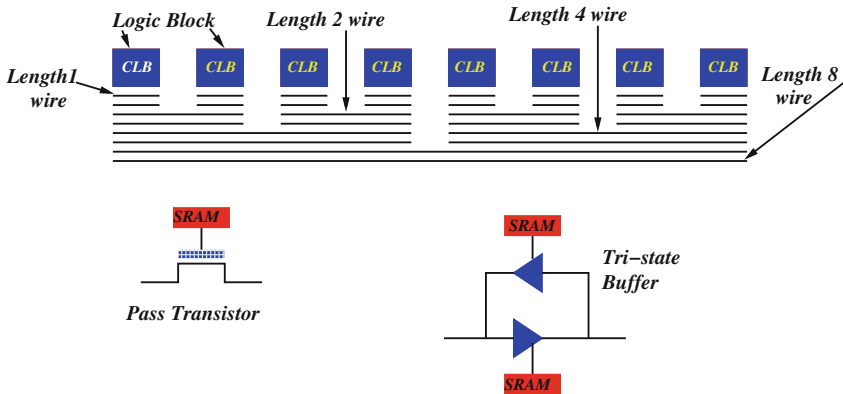 Logic Block
Length 2 wire
Length 4 wire
Length1
wire
CLB CLB CLB CLB CLB CLB CLB CLB
Length 8
wire
SRAM
Pass Transistor
SRAM
Tri-state
Buffer
SRAM